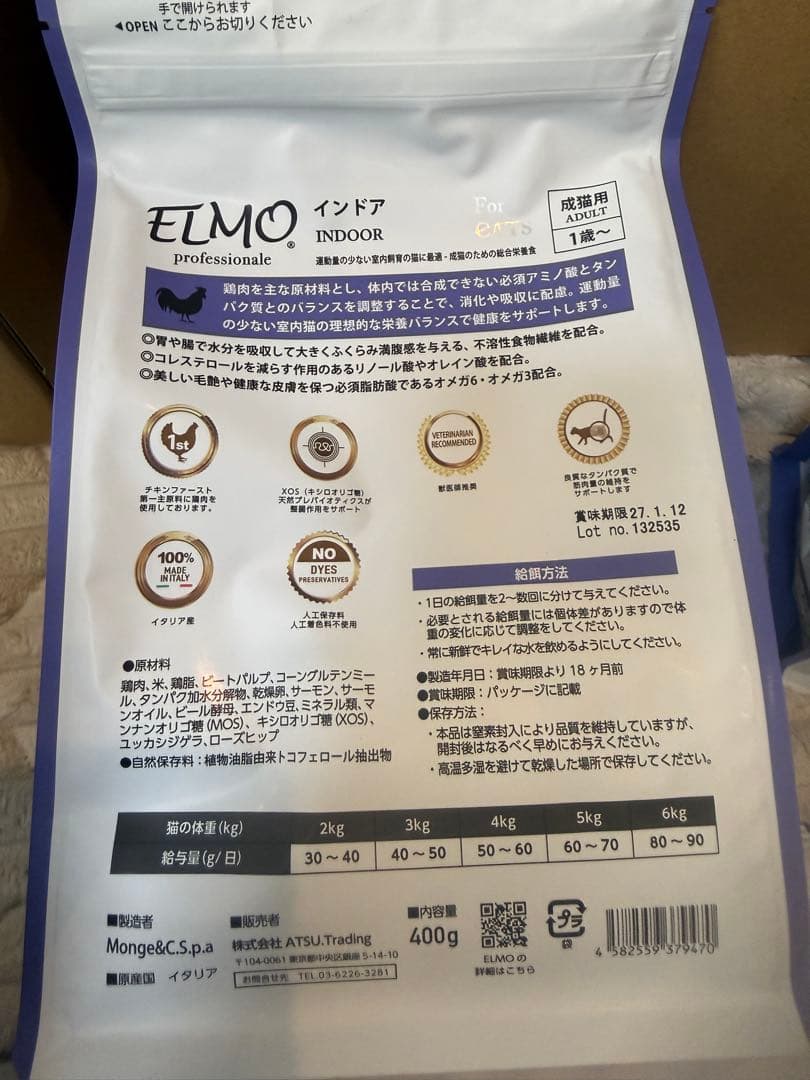 手で開けられます
◀OPEN ここからお切りください
ELMO®
professionale
インドア
INDOOR
For
cats
成猫用
ADULT
1歳～
運動量の少ない室内飼育の猫に最適 - 成猫のための総合栄養食
鶏肉を主な原材料とし、体内では合成できない必須アミノ酸とタン
パク質とのバランスを調整することで、消化や吸収に配慮。運動量
の少ない室内猫の理想的な栄養バランスで健康をサポートします。
◎胃や腸で水分を吸収して大きくふくらみ満腹感を与える、不溶性食物繊維を配合。
◎コレステロールを減らす作用のあるリノール酸やオレイン酸を配合。
◎美しい毛艶や健康な皮膚を保つ必須脂肪酸であるオメガ6・オメガ3配合。
1st
チキンファースト
第一主原料に鶏肉を
使用しております。
XOS（キシロオリゴ糖）
天然プレバイオティクスが
整腸作用をサポート
VETERINARIAN
RECOMMENDED
獣医師推奨
良質なタンパク質で
筋肉量の維持を
サポートします
賞味期限27.1.12
Lot no.132535
100%
MADE
IN ITALY
イタリア産
NO
DYES
PRESERVATIVES
人工保存料
人工着色料不使用
給餌方法
・1日の給餌量を2～数回に分けて与えてください。
・必要とされる給餌量には個体差がありますので体
重の変化に応じて調整をしてください。
・常に新鮮でキレイな水を飲めるようにしてください。
●製造年月日：賞味期限より18ヶ月前
●賞味期限：パッケージに記載
●保存方法：
・本品は窒素封入により品質を維持していますが、
開封後はなるべく早めにお与えください。
・高温多湿を避けて乾燥した場所で保存してください。
●原材料
鶏肉、米、鶏脂、ビートパルプ、コーングルテンミー
ル、タンパク加水分解物、乾燥卵、サーモン、サーモ
ンオイル、ビール酵母、エンドウ豆、ミネラル類、マ
ンナンオリゴ糖（MOS）、キシロオリゴ糖（XOS）、
ユッカシジゲラ、ローズヒップ
●自然保存料：植物油脂由来トコフェロール抽出物
猫の体重(kg) 2kg 3kg 4kg 5kg 6kg
給与量(g/日) 30～40 40～50 50～60 60～70 80～90
■製造者
Monge&C.S.p.a
■原産国 イタリア
■販売者
株式会社 ATSU.Trading
〒104-0061 東京都中央区銀座 5-14-10
お問合せ先 TEL.03-6226-3281
■内容量
400g
ELMOの
詳細はこちら
プラ
袋
4 582559 379470